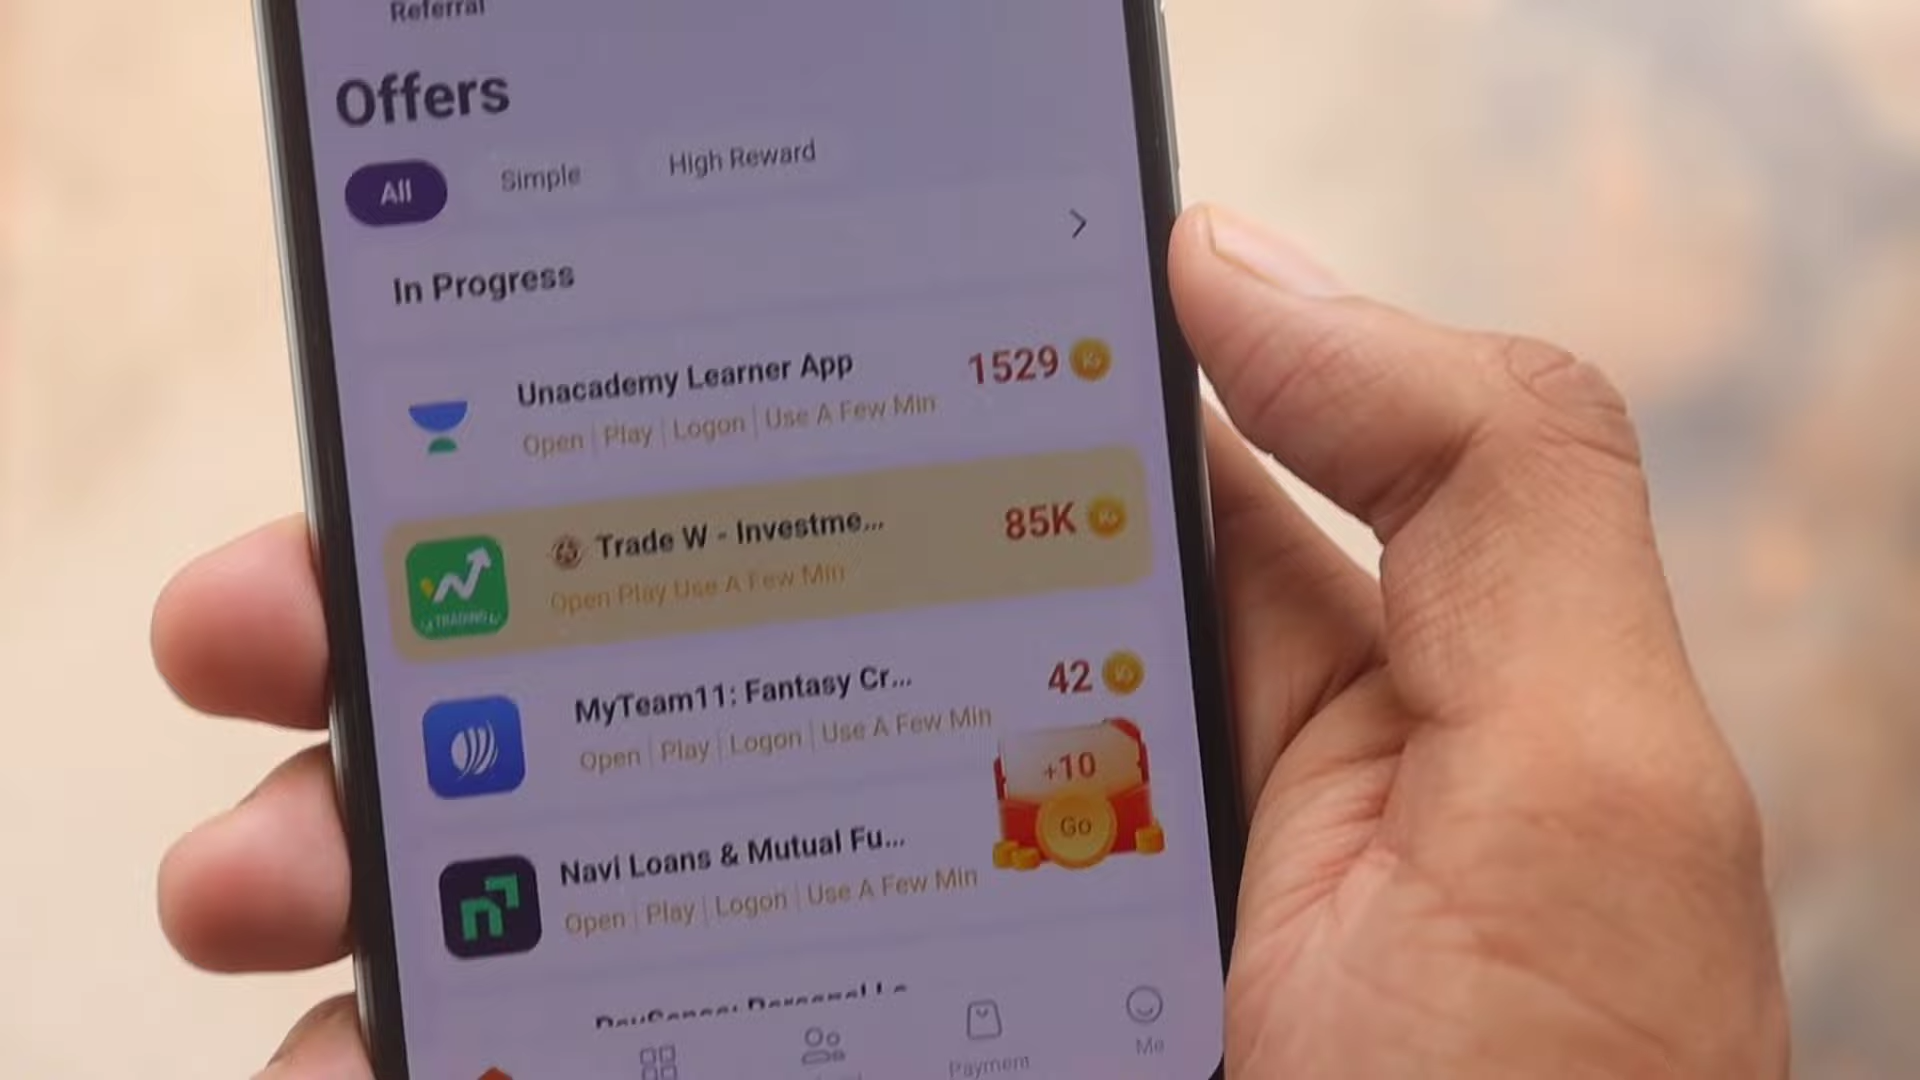 Referral
Offers
All
Simple
High Reward
In Progress
Unacademy Learner App
1529
Open | Play | Logon | Use A Few Min
Trade W - Investme...
85K
Open Play Use A Few Min
TRADING
MyTeam11: Fantasy Cr...
42
Open | Play | Logon | Use A Few Min
+10
Go
Navi Loans & Mutual Fu...
Open | Play | Logon | Use A Few Min
Payment
Me